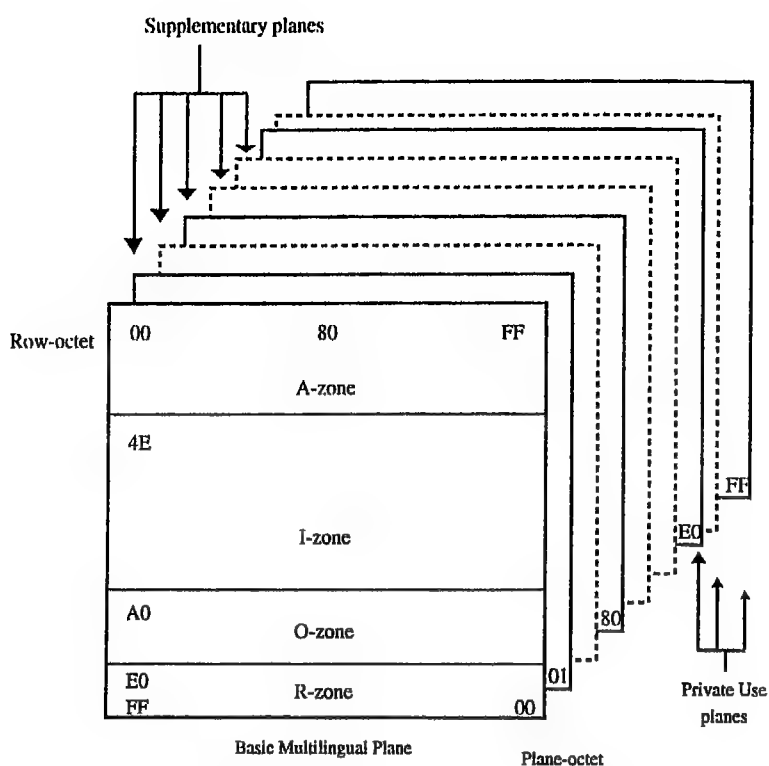 Supplementary planes
Row-octet
00 80 FF
A-zone
4E
I-zone
A0
O-zone
E0
R-zone
FF
00
01
80
E0
FF
Private Use
planes
Basic Multilingual Plane
Plane-octet